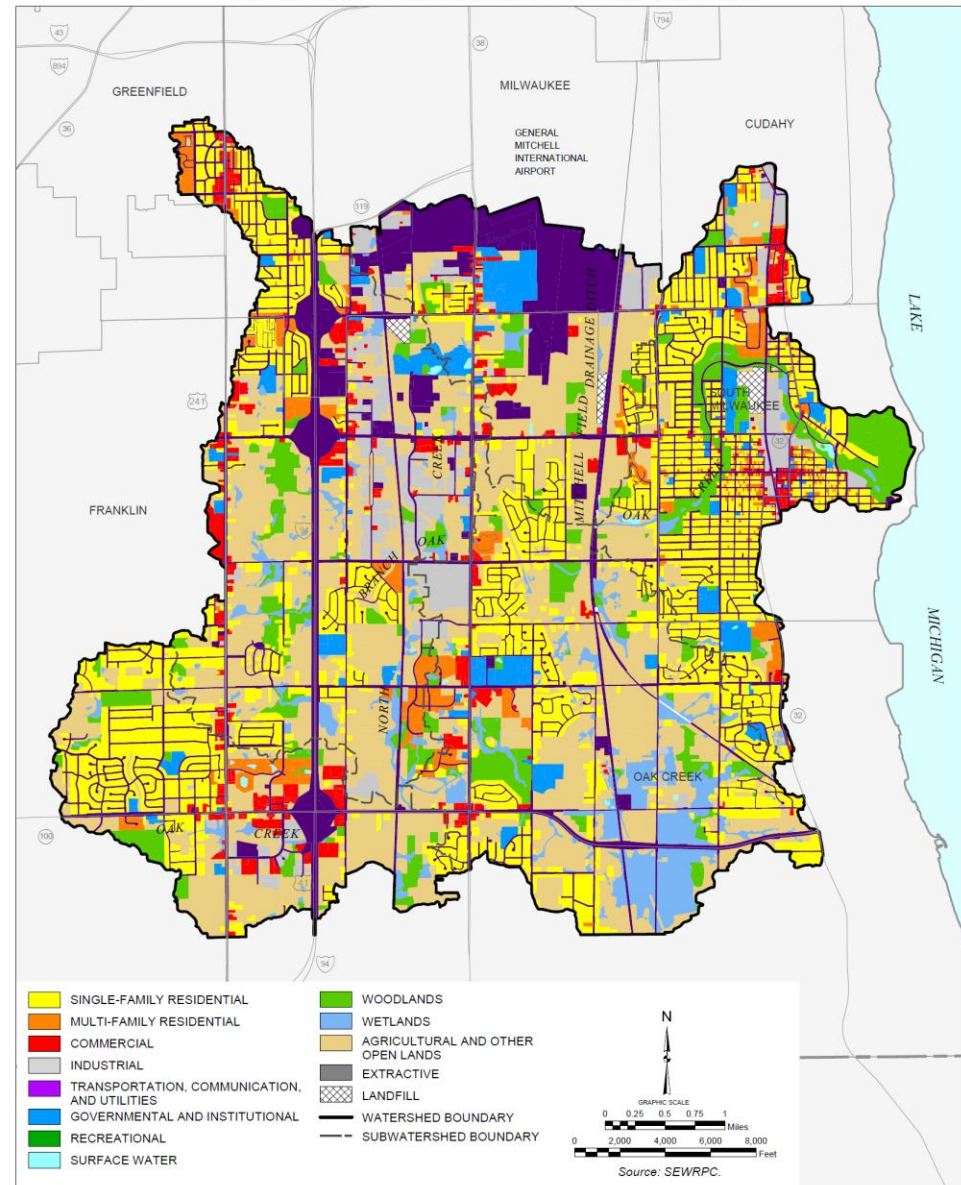 43
794
894
38
GREENFIELD
MILWAUKEE
36
CUDAHY
GENERAL
MITCHELL
INTERNATIONAL
AIRPORT
119
LAKE
DITCH
DRAINAGE
FIELD
MITCHELL
241
SOUTH
MILWAUKEE
32
CREEK
CREEK
OAK
FRANKLIN
94
OAK
BRANCH
NORTH
MICHIGAN
32
OAK CREEK
100
OAK
CREEK
41
94
SINGLE-FAMILY RESIDENTIAL
MULTI-FAMILY RESIDENTIAL
COMMERCIAL
INDUSTRIAL
TRANSPORTATION, COMMUNICATION,
AND UTILITIES
GOVERNMENTAL AND INSTITUTIONAL
RECREATIONAL
SURFACE WATER
WOODLANDS
WETLANDS
AGRICULTURAL AND OTHER
OPEN LANDS
EXTRACTIVE
LANDFILL
WATERSHED BOUNDARY
SUBWATERSHED BOUNDARY
N
GRAPHIC SCALE
0 0.25 0.5 0.75 1
Miles
0 2,000 4,000 6,000 8,000
Feet
Source: SEWRPC.